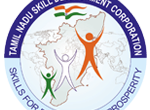 TAMIL NADU SKILL DEVELOPMENT CORPORATION
SKILLS FOR PROSPERITY